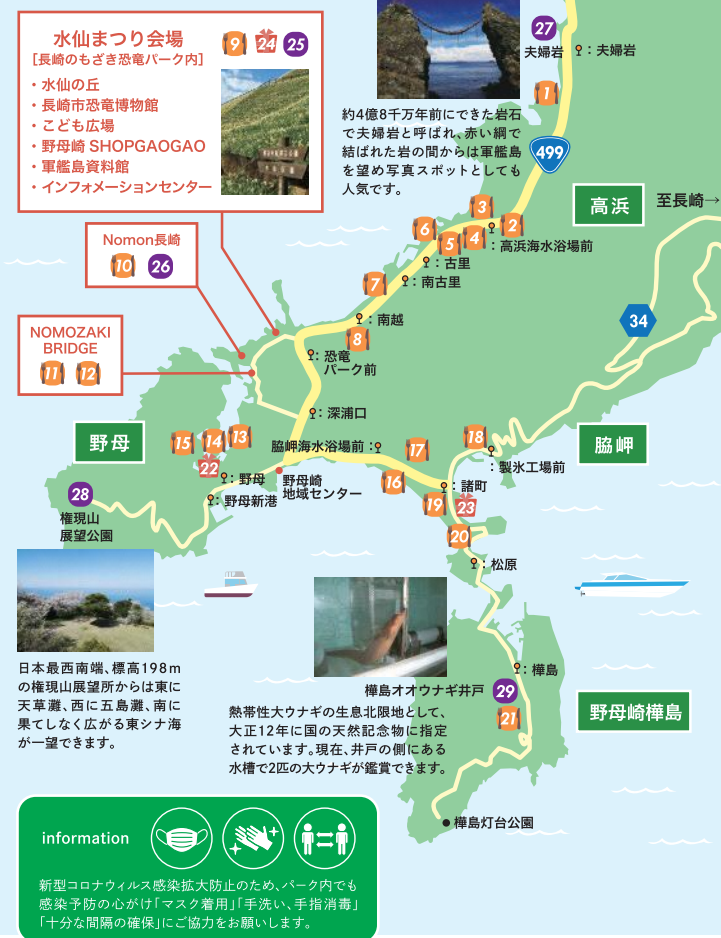 水仙まつり会場
[長崎のもざき恐竜パーク内]
9 24 25
・水仙の丘
・長崎市恐竜博物館
・こども広場
・野母崎 SHOPGAOGAO
・軍艦島資料館
・インフォメーションセンター
27
夫婦岩
：夫婦岩
1
約4億8千万年前にできた岩石
で夫婦岩と呼ばれ、赤い綱で
結ばれた岩の間からは軍艦島
を望め写真スポットとしても
人気です。
499
高浜
至長崎→
3
2
6
5
4
：高浜海水浴場前
：古里
：南古里
7
Nomon長崎
10 26
34
：南越
8
NOMOZAKI
BRIDGE
11 12
：恐竜
パーク前
：深浦口
野母
15 14 13
22
脇岬海水浴場前：
17
18
脇岬
：製氷工場前
：野母
野母崎
地域センター
：野母新港
16
：諸町
19
23
28
権現山
展望公園
20
：松原
日本最西南端、標高198m
の権現山展望所からは東に
天草灘、西に五島灘、南に
果てしなく広がる東シナ海
が一望できます。
：樺島
樺島オオウナギ井戸 29
21
熱帯性大ウナギの生息北限地として、
大正12年に国の天然記念物に指定
されています。現在、井戸の側にある
水槽で2匹の大ウナギが鑑賞できます。
野母崎樺島
樺島灯台公園
information
新型コロナウィルス感染拡大防止のため、パーク内でも
感染予防の心がけ「マスク着用」「手洗い、手指消毒」
「十分な間隔の確保」にご協力をお願いします。